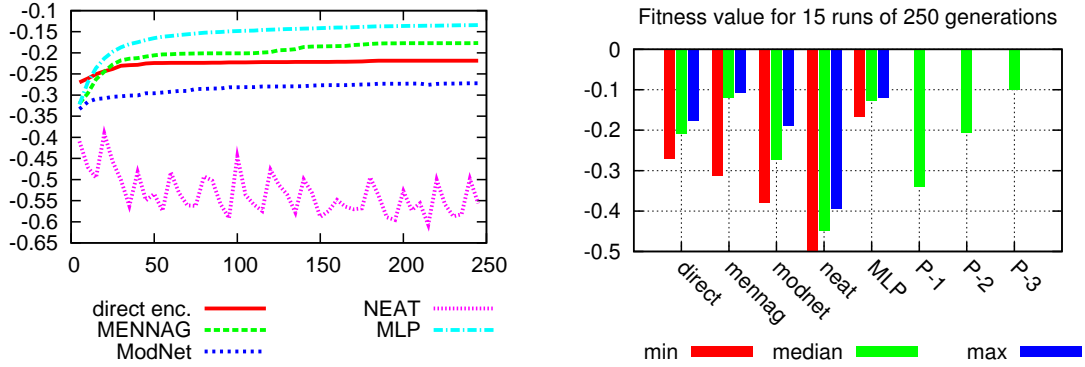 -0.1
-0.15
-0.2
-0.25
-0.3
-0.35
-0.4
-0.45
-0.5
-0.55
-0.6
-0.65
0 50 100 150 200 250
direct enc.
MENNAG
ModNet
NEAT
MLP
Fitness value for 15 runs of 250 generations
0
-0.1
-0.2
-0.3
-0.4
-0.5
direct
mennag
modnet
neat
MLP
P-1
P-2
P-3
min median max